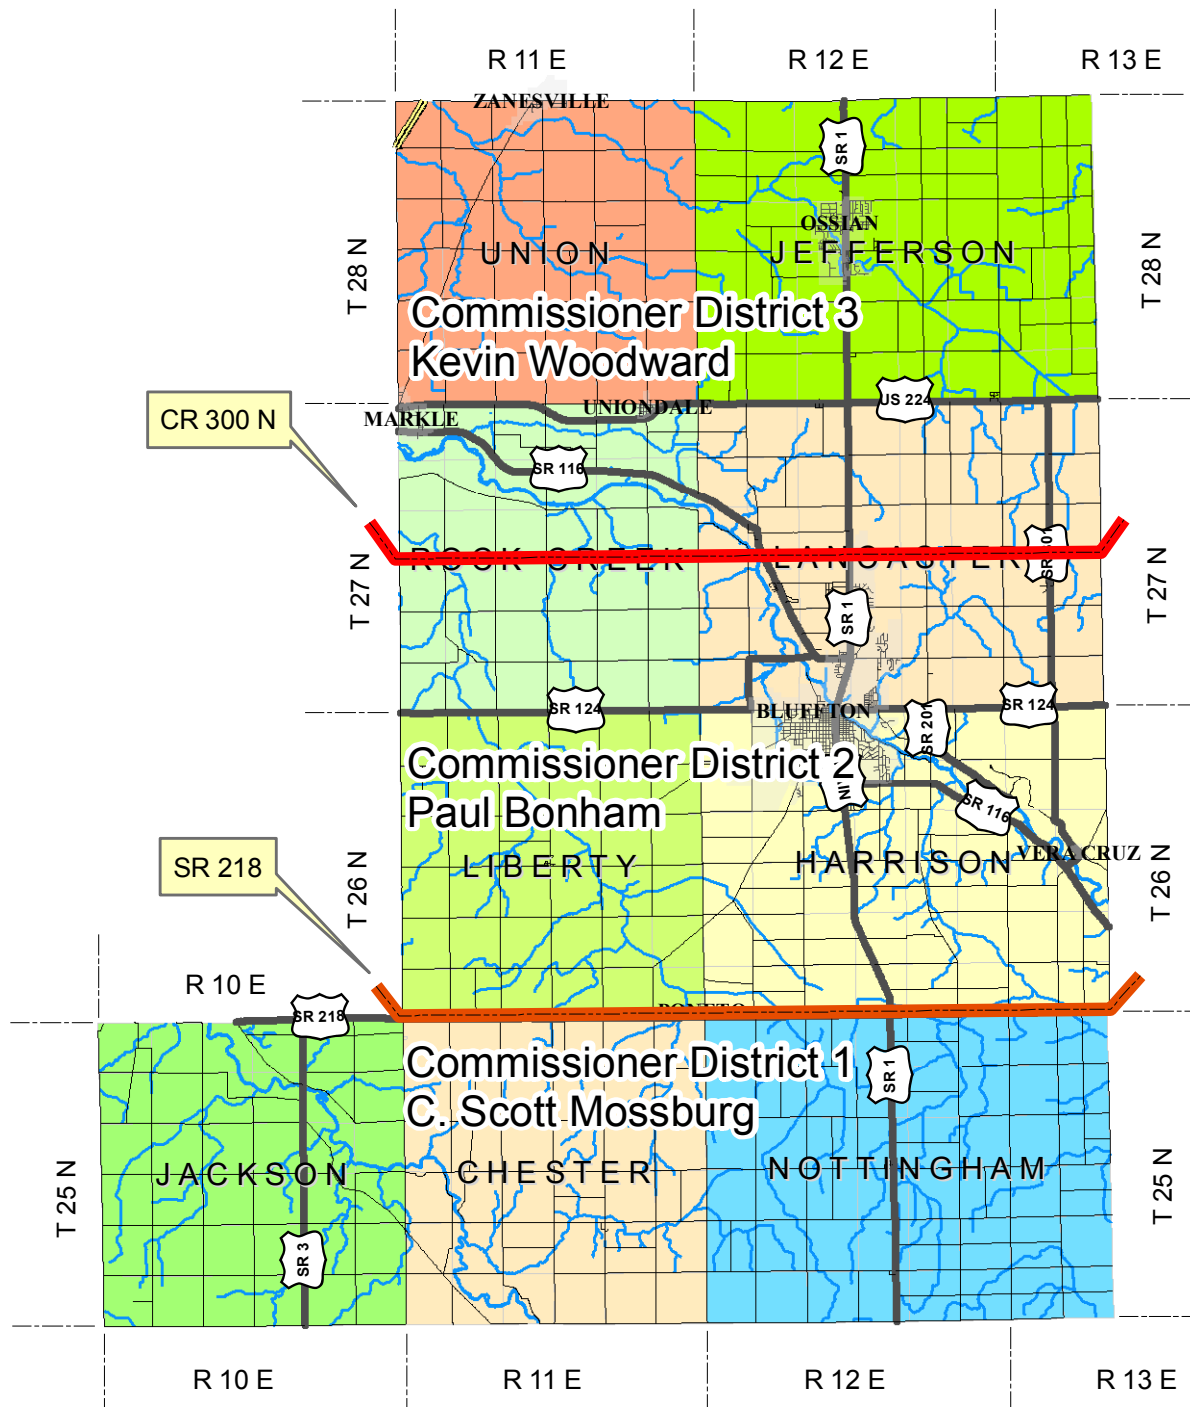 R 11 E
R 12 E
R 13 E
ZANESVILLE
SR 1
OSSIAN
UNION
JEFFERSON
T 28 N
T 28 N
Commissioner District 3
Kevin Woodward
US 224
UNIONDALE
MARKLE
CR 300 N
SR 116
ROCK CREEK
LANCASTER
T 27 N
T 27 N
SR 1
SR 124
BLUFFTON
SR 201
SR 124
Commissioner District 2
Paul Bonham
SR 116
LIBERTY
HARRISON
VERA CRUZ
SR 218
T 26 N
T 26 N
R 10 E
SR 218
Commissioner District 1
C. Scott Mossburg
SR 1
JACKSON
CHESTER
NOTTINGHAM
T 25 N
T 25 N
SR 3
R 10 E
R 11 E
R 12 E
R 13 E